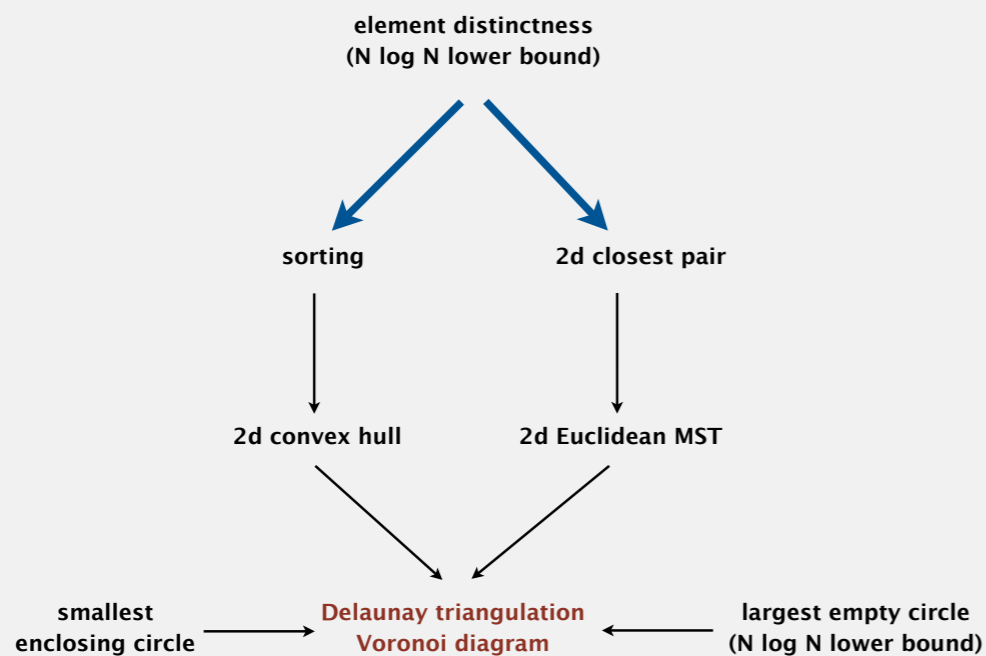 element distinctness
(N log N lower bound)
sorting
2d closest pair
2d convex hull
2d Euclidean MST
smallest
enclosing circle
Delaunay triangulation
Voronoi diagram
largest empty circle
(N log N lower bound)